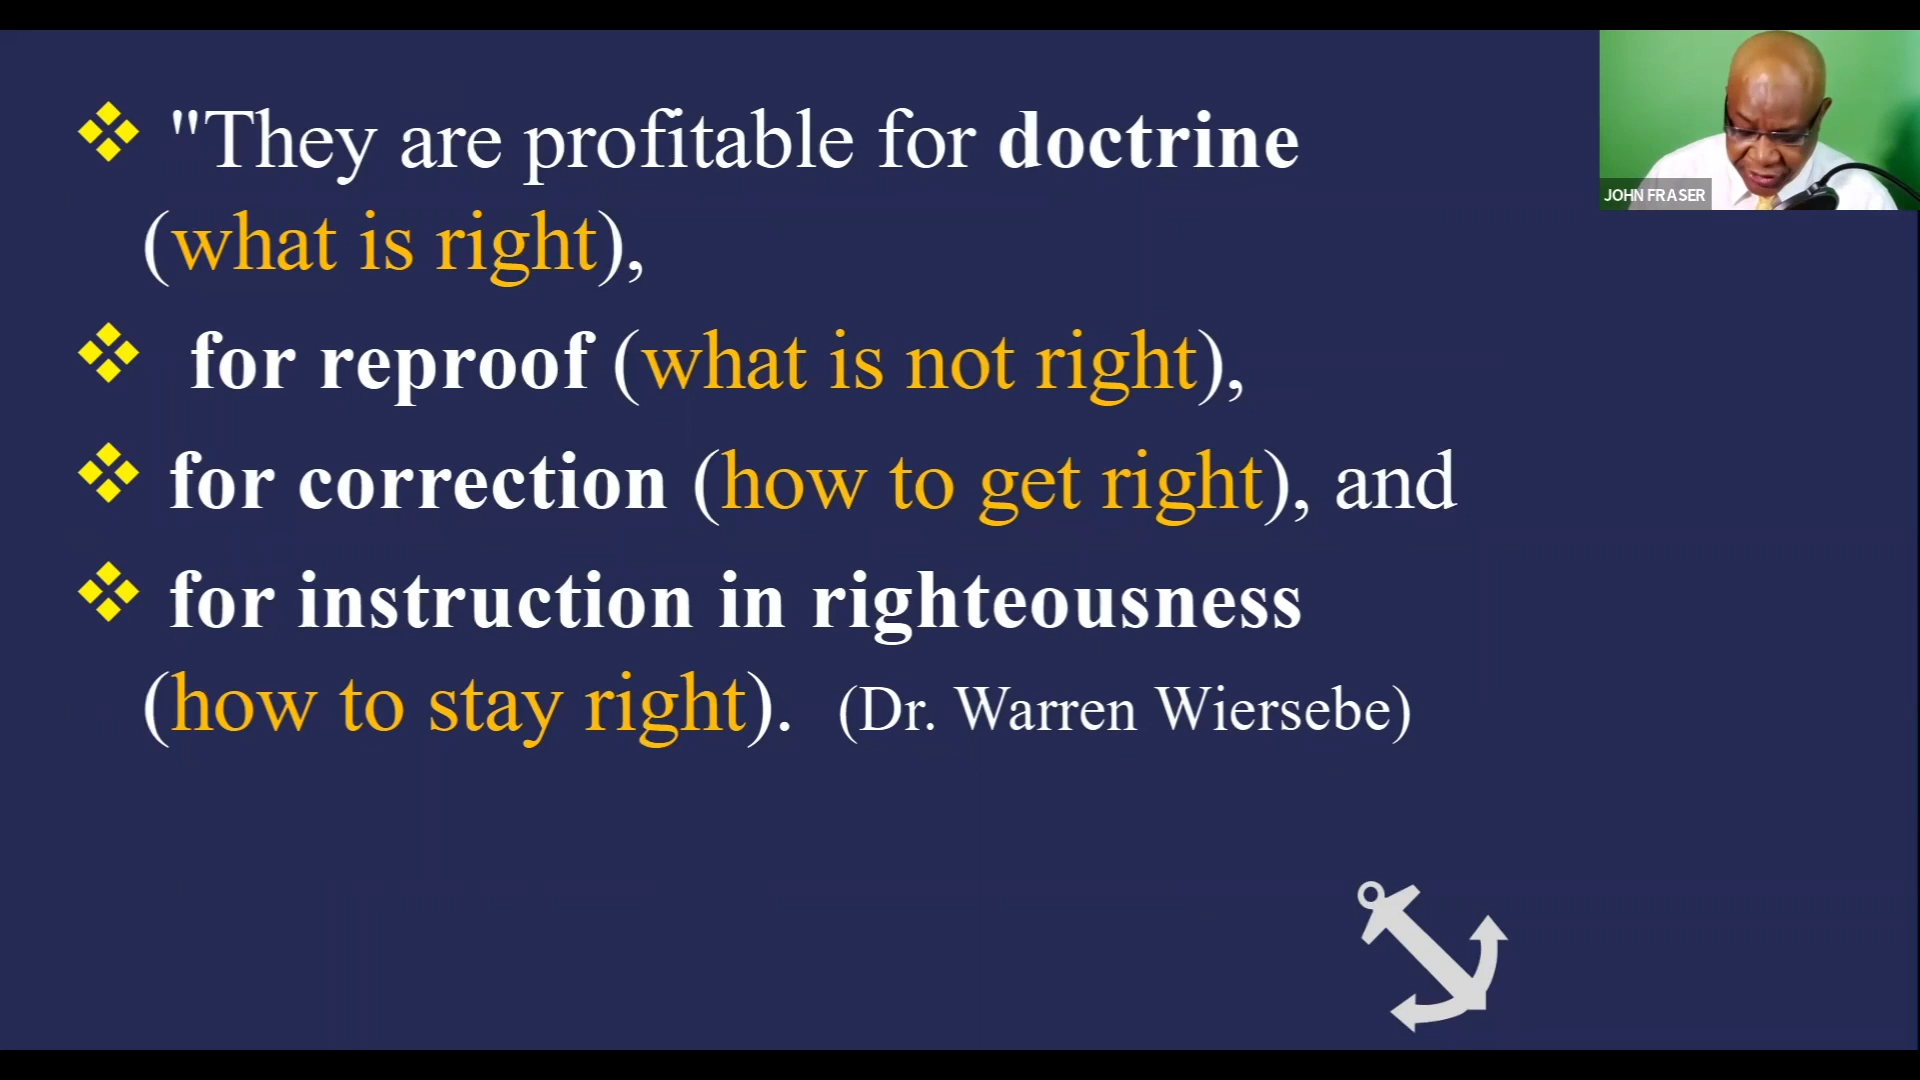 "They are profitable for doctrine
(what is right),
for reproof (what is not right),
for correction (how to get right), and
for instruction in righteousness
(how to stay right). (Dr. Warren Wiersebe)
JOHN FRASER